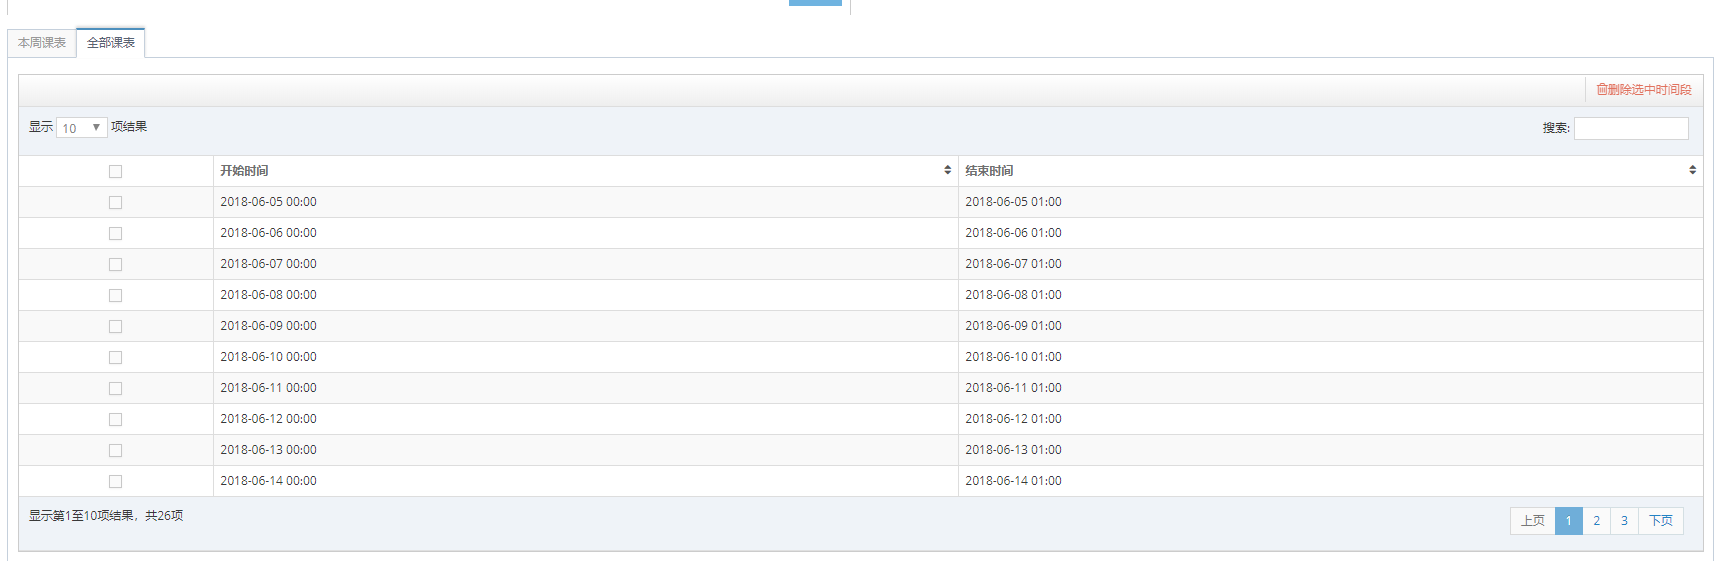 本周课表 全部课表
删除选中时间段
显示 10 项结果 搜索:
开始时间 结束时间
2018-06-05 00:00 2018-06-05 01:00
2018-06-06 00:00 2018-06-06 01:00
2018-06-07 00:00 2018-06-07 01:00
2018-06-08 00:00 2018-06-08 01:00
2018-06-09 00:00 2018-06-09 01:00
2018-06-10 00:00 2018-06-10 01:00
2018-06-11 00:00 2018-06-11 01:00
2018-06-12 00:00 2018-06-12 01:00
2018-06-13 00:00 2018-06-13 01:00
2018-06-14 00:00 2018-06-14 01:00
显示第1至10项结果，共26项 上页 1 2 3 下页